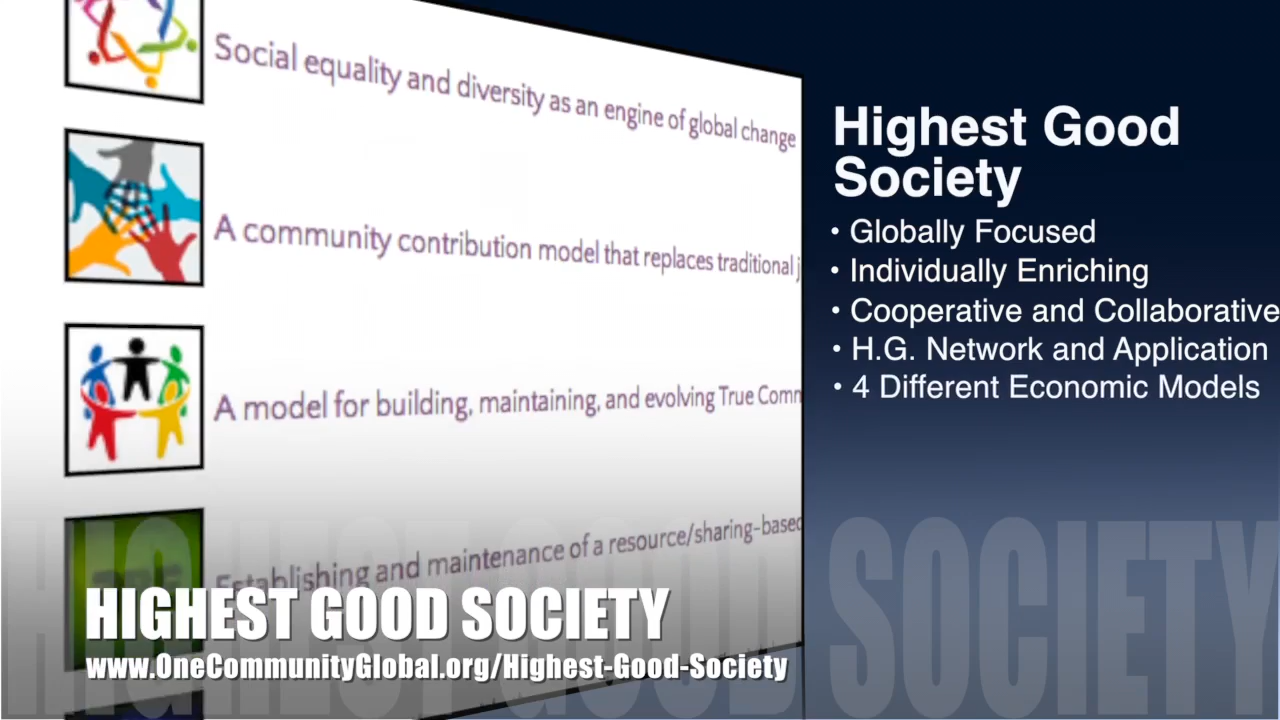 Social equality and diversity as an engine of global change
A community contribution model that replaces traditional j
A model for building, maintaining, and evolving True Comm
Establishing and maintenance of a resource/sharing-based
Highest Good
Society
• Globally Focused
• Individually Enriching
• Cooperative and Collaborative
• H.G. Network and Application
• 4 Different Economic Models
HIGHEST GOOD SOCIETY
HIGHEST GOOD SOCIETY
www.OneCommunityGlobal.org/Highest-Good-Society